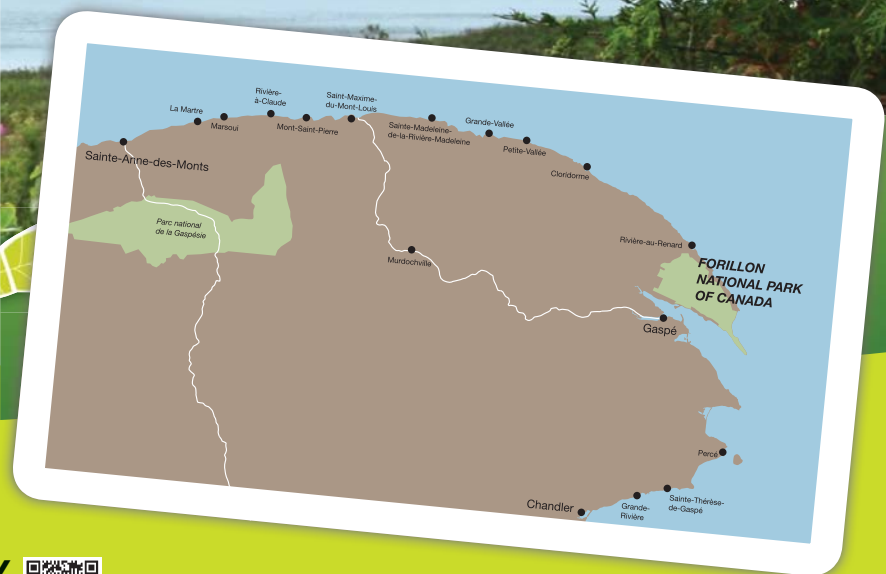 La Martre
Marsoui
Rivière-
à-Claude
Mont-Saint-Pierre
Saint-Maxime-
du-Mont-Louis
Sainte-Madeleine-
de-la-Rivière-Madeleine
Grande-Vallée
Petite-Vallée
Cloridorme
Sainte-Anne-des-Monts
Parc national
de la Gaspésie
Murdochville
Rivière-au-Renard
FORILLON
NATIONAL PARK
OF CANADA
Gaspé
Percé
Sainte-Thérèse-
de-Gaspé
Grande-
Rivière
Chandler